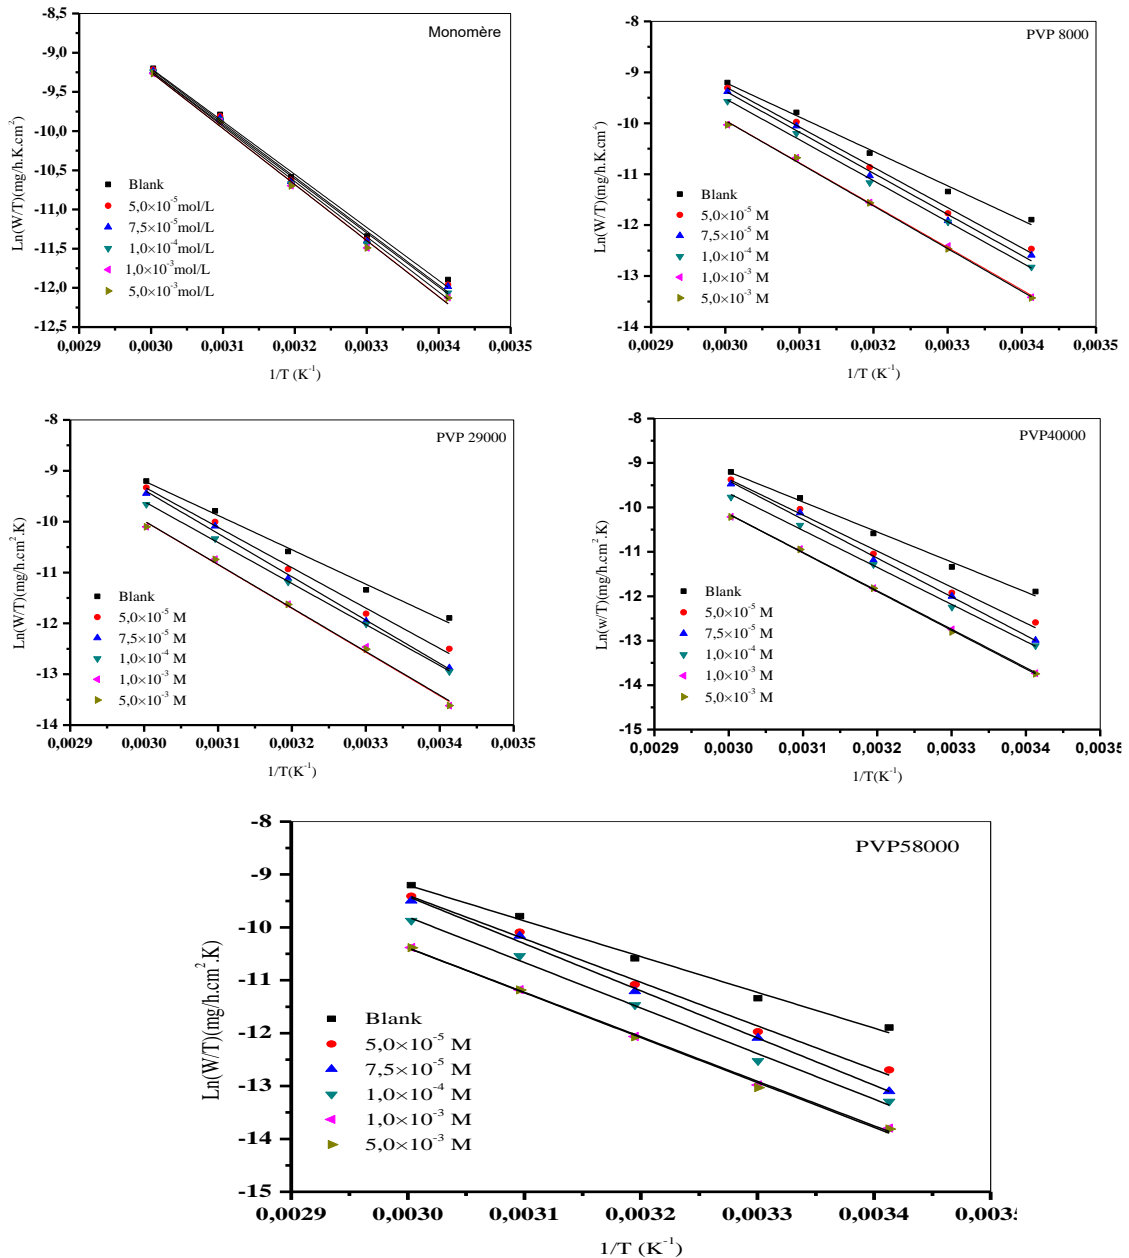 Monomère
-8,5
-9,0
-9,5
-10,0
-10,5
-11,0
-11,5
-12,0
-12,5
Ln(W/T)(mg/h.K.cm²)
Blank
5,0×10⁻⁵mol/L
7,5×10⁻⁵mol/L
1,0×10⁻⁴mol/L
1,0×10⁻³mol/L
5,0×10⁻³mol/L
0,0029 0,0030 0,0031 0,0032 0,0033 0,0034 0,0035
1/T (K⁻¹)
PVP 8000
-8
-9
-10
-11
-12
-13
-14
Ln(W/T)(mg/h.K.cm²)
Blank
5,0×10⁻⁵ M
7,5×10⁻⁵ M
1,0×10⁻⁴ M
1,0×10⁻³ M
5,0×10⁻³ M
0,0029 0,0030 0,0031 0,0032 0,0033 0,0034 0,0035
1/T (K⁻¹)
PVP 29000
-8
-9
-10
-11
-12
-13
-14
Ln(W/T)(mg/h.cm².K)
Blank
5,0×10⁻⁵ M
7,5×10⁻⁵ M
1,0×10⁻⁴ M
1,0×10⁻³ M
5,0×10⁻³ M
0,0029 0,0030 0,0031 0,0032 0,0033 0,0034 0,0035
1/T(K⁻¹)
PVP40000
-8
-9
-10
-11
-12
-13
-14
-15
Ln(w/T)(mg/h.cm².K)
Blank
5,0×10⁻⁵ M
7,5×10⁻⁵ M
1,0×10⁻⁴ M
1,0×10⁻³ M
5,0×10⁻³ M
0,0029 0,0030 0,0031 0,0032 0,0033 0,0034 0,0035
1/T(K⁻¹)
PVP58000
-8
-9
-10
-11
-12
-13
-14
-15
Ln(W/T)(mg/h.cm².K)
Blank
5,0×10⁻⁵ M
7,5×10⁻⁵ M
1,0×10⁻⁴ M
1,0×10⁻³ M
5,0×10⁻³ M
0,0029 0,0030 0,0031 0,0032 0,0033 0,0034 0,0035
1/T (K⁻¹)